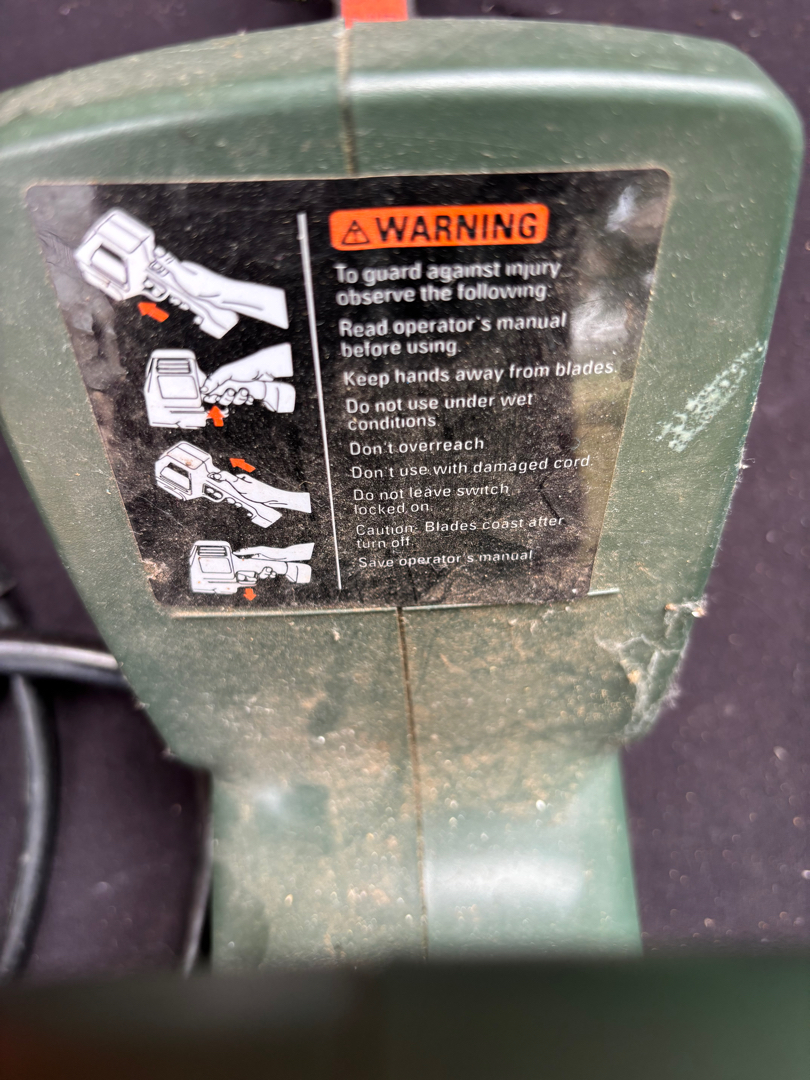 WARNING
To guard against injury
observe the following:
Read operator's manual
before using.
Keep hands away from blades.
Do not use under wet
conditions.
Don't overreach
Don't use with damaged cord.
Do not leave switch
locked on.
Caution: Blades coast after
turn off.
Save operator's manual